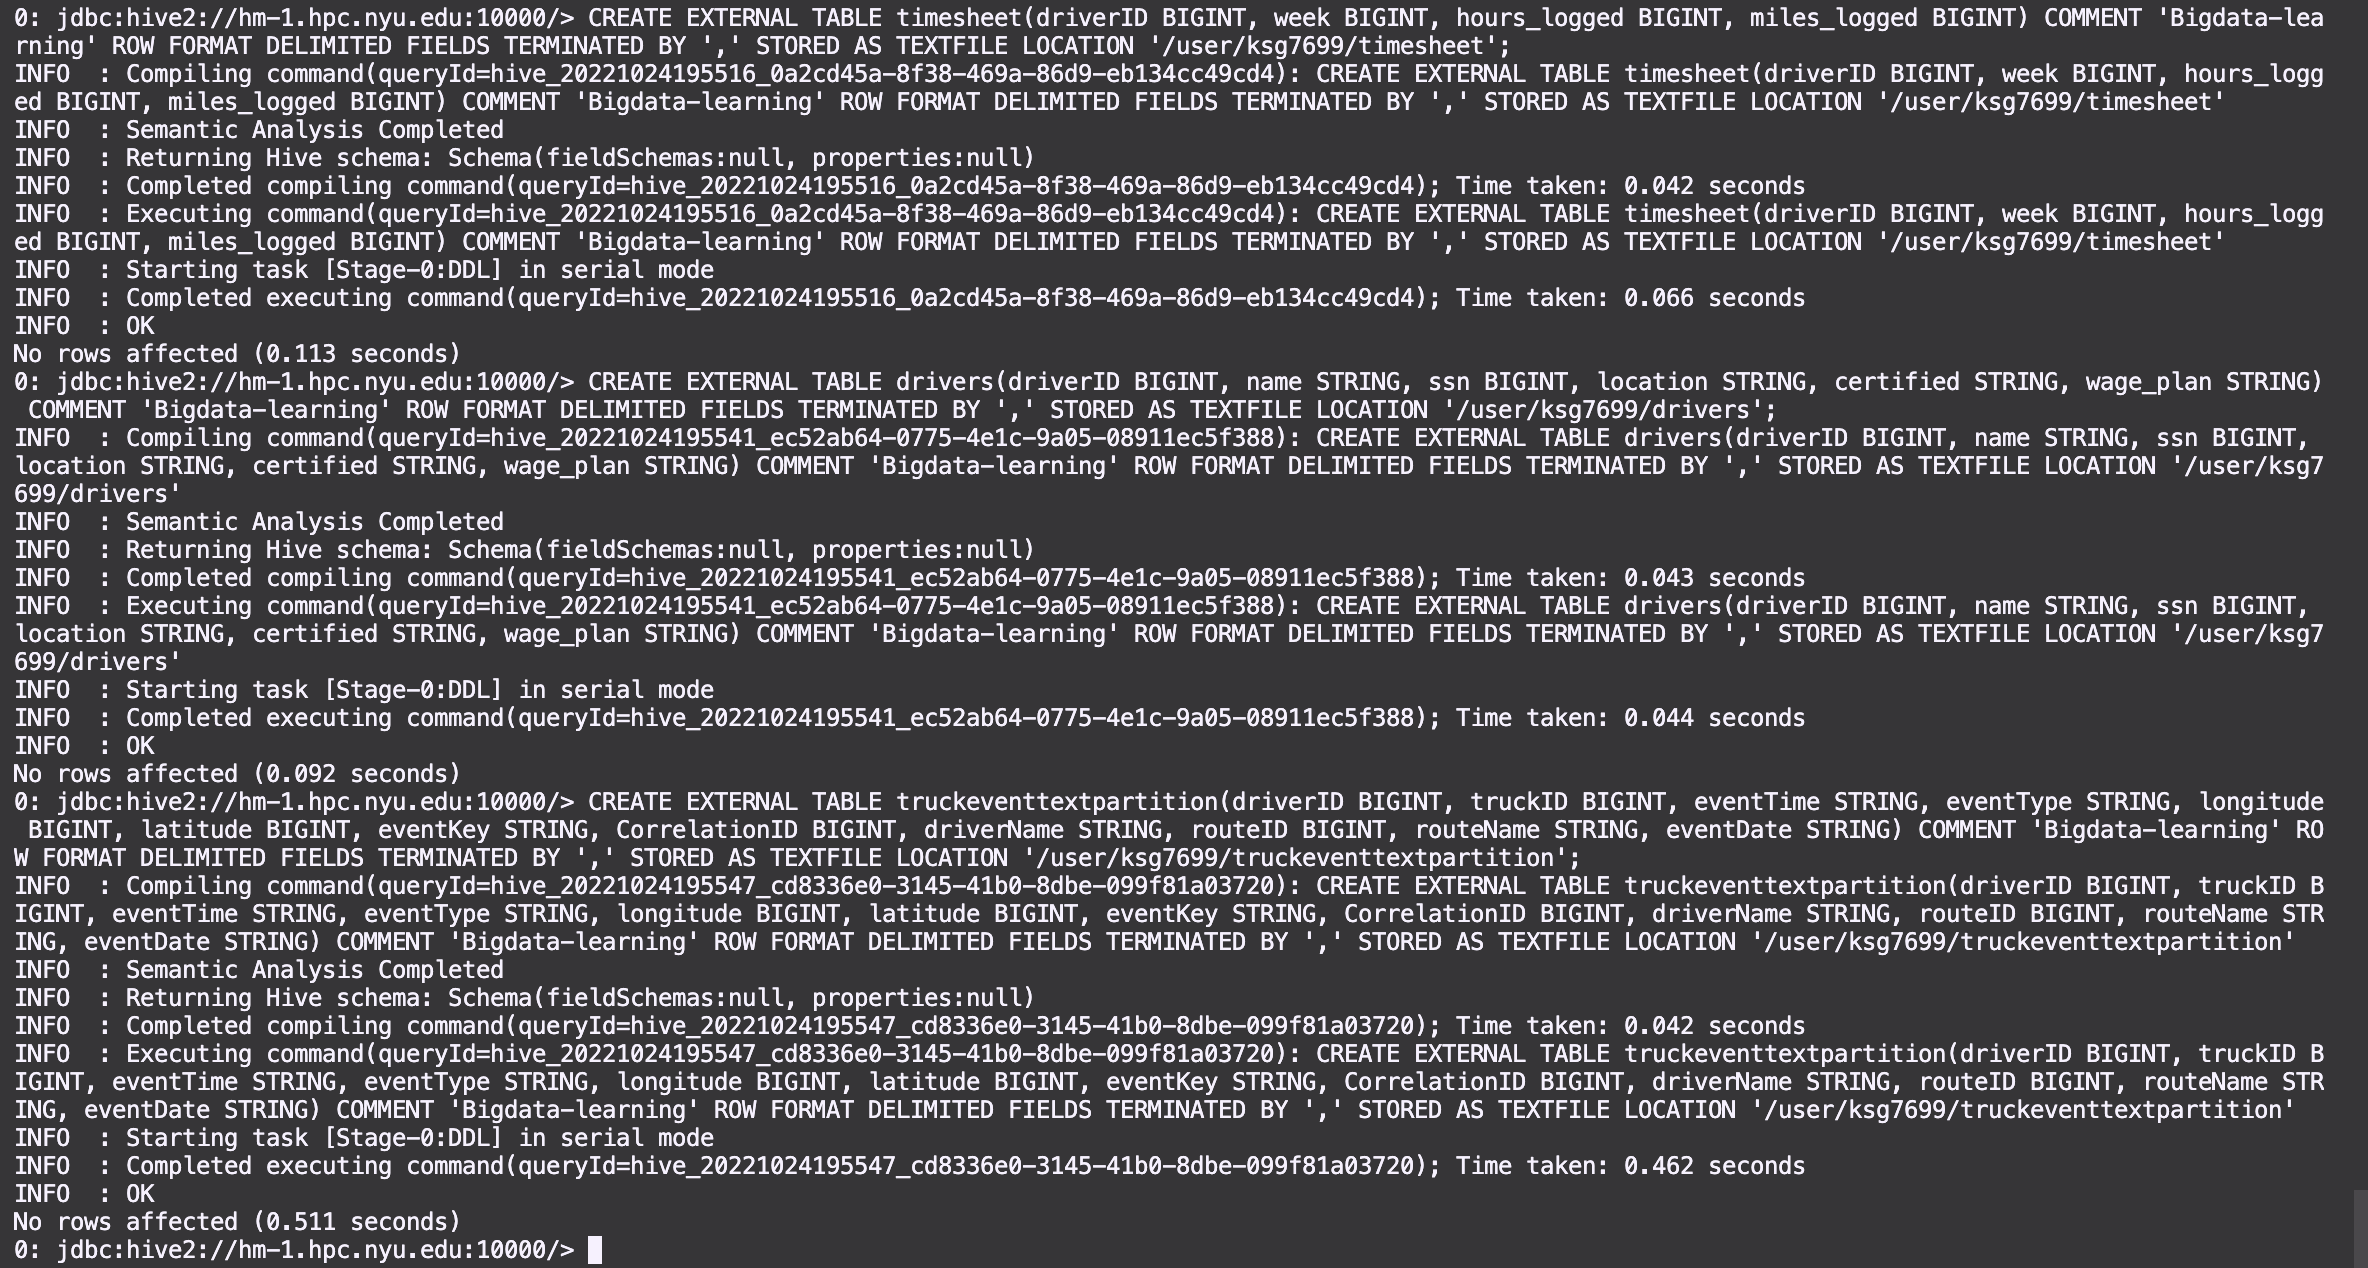 0: jdbc:hive2://hm-1.hpc.nyu.edu:10000/> CREATE EXTERNAL TABLE timesheet(driverID BIGINT, week BIGINT, hours_logged BIGINT, miles_logged BIGINT) COMMENT 'Bigdata-lea
rning' ROW FORMAT DELIMITED FIELDS TERMINATED BY ',' STORED AS TEXTFILE LOCATION '/user/ksg7699/timesheet';
INFO  : Compiling command(queryId=hive_20221024195516_0a2cd45a-8f38-469a-86d9-eb134cc49cd4): CREATE EXTERNAL TABLE timesheet(driverID BIGINT, week BIGINT, hours_logg
ed BIGINT, miles_logged BIGINT) COMMENT 'Bigdata-learning' ROW FORMAT DELIMITED FIELDS TERMINATED BY ',' STORED AS TEXTFILE LOCATION '/user/ksg7699/timesheet'
INFO  : Semantic Analysis Completed
INFO  : Returning Hive schema: Schema(fieldSchemas:null, properties:null)
INFO  : Completed compiling command(queryId=hive_20221024195516_0a2cd45a-8f38-469a-86d9-eb134cc49cd4); Time taken: 0.042 seconds
INFO  : Executing command(queryId=hive_20221024195516_0a2cd45a-8f38-469a-86d9-eb134cc49cd4): CREATE EXTERNAL TABLE timesheet(driverID BIGINT, week BIGINT, hours_logg
ed BIGINT, miles_logged BIGINT) COMMENT 'Bigdata-learning' ROW FORMAT DELIMITED FIELDS TERMINATED BY ',' STORED AS TEXTFILE LOCATION '/user/ksg7699/timesheet'
INFO  : Starting task [Stage-0:DDL] in serial mode
INFO  : Completed executing command(queryId=hive_20221024195516_0a2cd45a-8f38-469a-86d9-eb134cc49cd4); Time taken: 0.066 seconds
INFO  : OK
No rows affected (0.113 seconds)
0: jdbc:hive2://hm-1.hpc.nyu.edu:10000/> CREATE EXTERNAL TABLE drivers(driverID BIGINT, name STRING, ssn BIGINT, location STRING, certified STRING, wage_plan STRING)
 COMMENT 'Bigdata-learning' ROW FORMAT DELIMITED FIELDS TERMINATED BY ',' STORED AS TEXTFILE LOCATION '/user/ksg7699/drivers';
INFO  : Compiling command(queryId=hive_20221024195541_ec52ab64-0775-4e1c-9a05-08911ec5f388): CREATE EXTERNAL TABLE drivers(driverID BIGINT, name STRING, ssn BIGINT,
location STRING, certified STRING, wage_plan STRING) COMMENT 'Bigdata-learning' ROW FORMAT DELIMITED FIELDS TERMINATED BY ',' STORED AS TEXTFILE LOCATION '/user/ksg7
699/drivers'
INFO  : Semantic Analysis Completed
INFO  : Returning Hive schema: Schema(fieldSchemas:null, properties:null)
INFO  : Completed compiling command(queryId=hive_20221024195541_ec52ab64-0775-4e1c-9a05-08911ec5f388); Time taken: 0.043 seconds
INFO  : Executing command(queryId=hive_20221024195541_ec52ab64-0775-4e1c-9a05-08911ec5f388): CREATE EXTERNAL TABLE drivers(driverID BIGINT, name STRING, ssn BIGINT,
location STRING, certified STRING, wage_plan STRING) COMMENT 'Bigdata-learning' ROW FORMAT DELIMITED FIELDS TERMINATED BY ',' STORED AS TEXTFILE LOCATION '/user/ksg7
699/drivers'
INFO  : Starting task [Stage-0:DDL] in serial mode
INFO  : Completed executing command(queryId=hive_20221024195541_ec52ab64-0775-4e1c-9a05-08911ec5f388); Time taken: 0.044 seconds
INFO  : OK
No rows affected (0.092 seconds)
0: jdbc:hive2://hm-1.hpc.nyu.edu:10000/> CREATE EXTERNAL TABLE truckeventtextpartition(driverID BIGINT, truckID BIGINT, eventTime STRING, eventType STRING, longitude
 BIGINT, latitude BIGINT, eventKey STRING, CorrelationID BIGINT, driverName STRING, routeID BIGINT, routeName STRING, eventDate STRING) COMMENT 'Bigdata-learning' RO
W FORMAT DELIMITED FIELDS TERMINATED BY ',' STORED AS TEXTFILE LOCATION '/user/ksg7699/truckeventtextpartition';
INFO  : Compiling command(queryId=hive_20221024195547_cd8336e0-3145-41b0-8dbe-099f81a03720): CREATE EXTERNAL TABLE truckeventtextpartition(driverID BIGINT, truckID B
IGINT, eventTime STRING, eventType STRING, longitude BIGINT, latitude BIGINT, eventKey STRING, CorrelationID BIGINT, driverName STRING, routeID BIGINT, routeName STR
ING, eventDate STRING) COMMENT 'Bigdata-learning' ROW FORMAT DELIMITED FIELDS TERMINATED BY ',' STORED AS TEXTFILE LOCATION '/user/ksg7699/truckeventtextpartition'
INFO  : Semantic Analysis Completed
INFO  : Returning Hive schema: Schema(fieldSchemas:null, properties:null)
INFO  : Completed compiling command(queryId=hive_20221024195547_cd8336e0-3145-41b0-8dbe-099f81a03720); Time taken: 0.042 seconds
INFO  : Executing command(queryId=hive_20221024195547_cd8336e0-3145-41b0-8dbe-099f81a03720): CREATE EXTERNAL TABLE truckeventtextpartition(driverID BIGINT, truckID B
IGINT, eventTime STRING, eventType STRING, longitude BIGINT, latitude BIGINT, eventKey STRING, CorrelationID BIGINT, driverName STRING, routeID BIGINT, routeName STR
ING, eventDate STRING) COMMENT 'Bigdata-learning' ROW FORMAT DELIMITED FIELDS TERMINATED BY ',' STORED AS TEXTFILE LOCATION '/user/ksg7699/truckeventtextpartition'
INFO  : Starting task [Stage-0:DDL] in serial mode
INFO  : Completed executing command(queryId=hive_20221024195547_cd8336e0-3145-41b0-8dbe-099f81a03720); Time taken: 0.462 seconds
INFO  : OK
No rows affected (0.511 seconds)
0: jdbc:hive2://hm-1.hpc.nyu.edu:10000/>